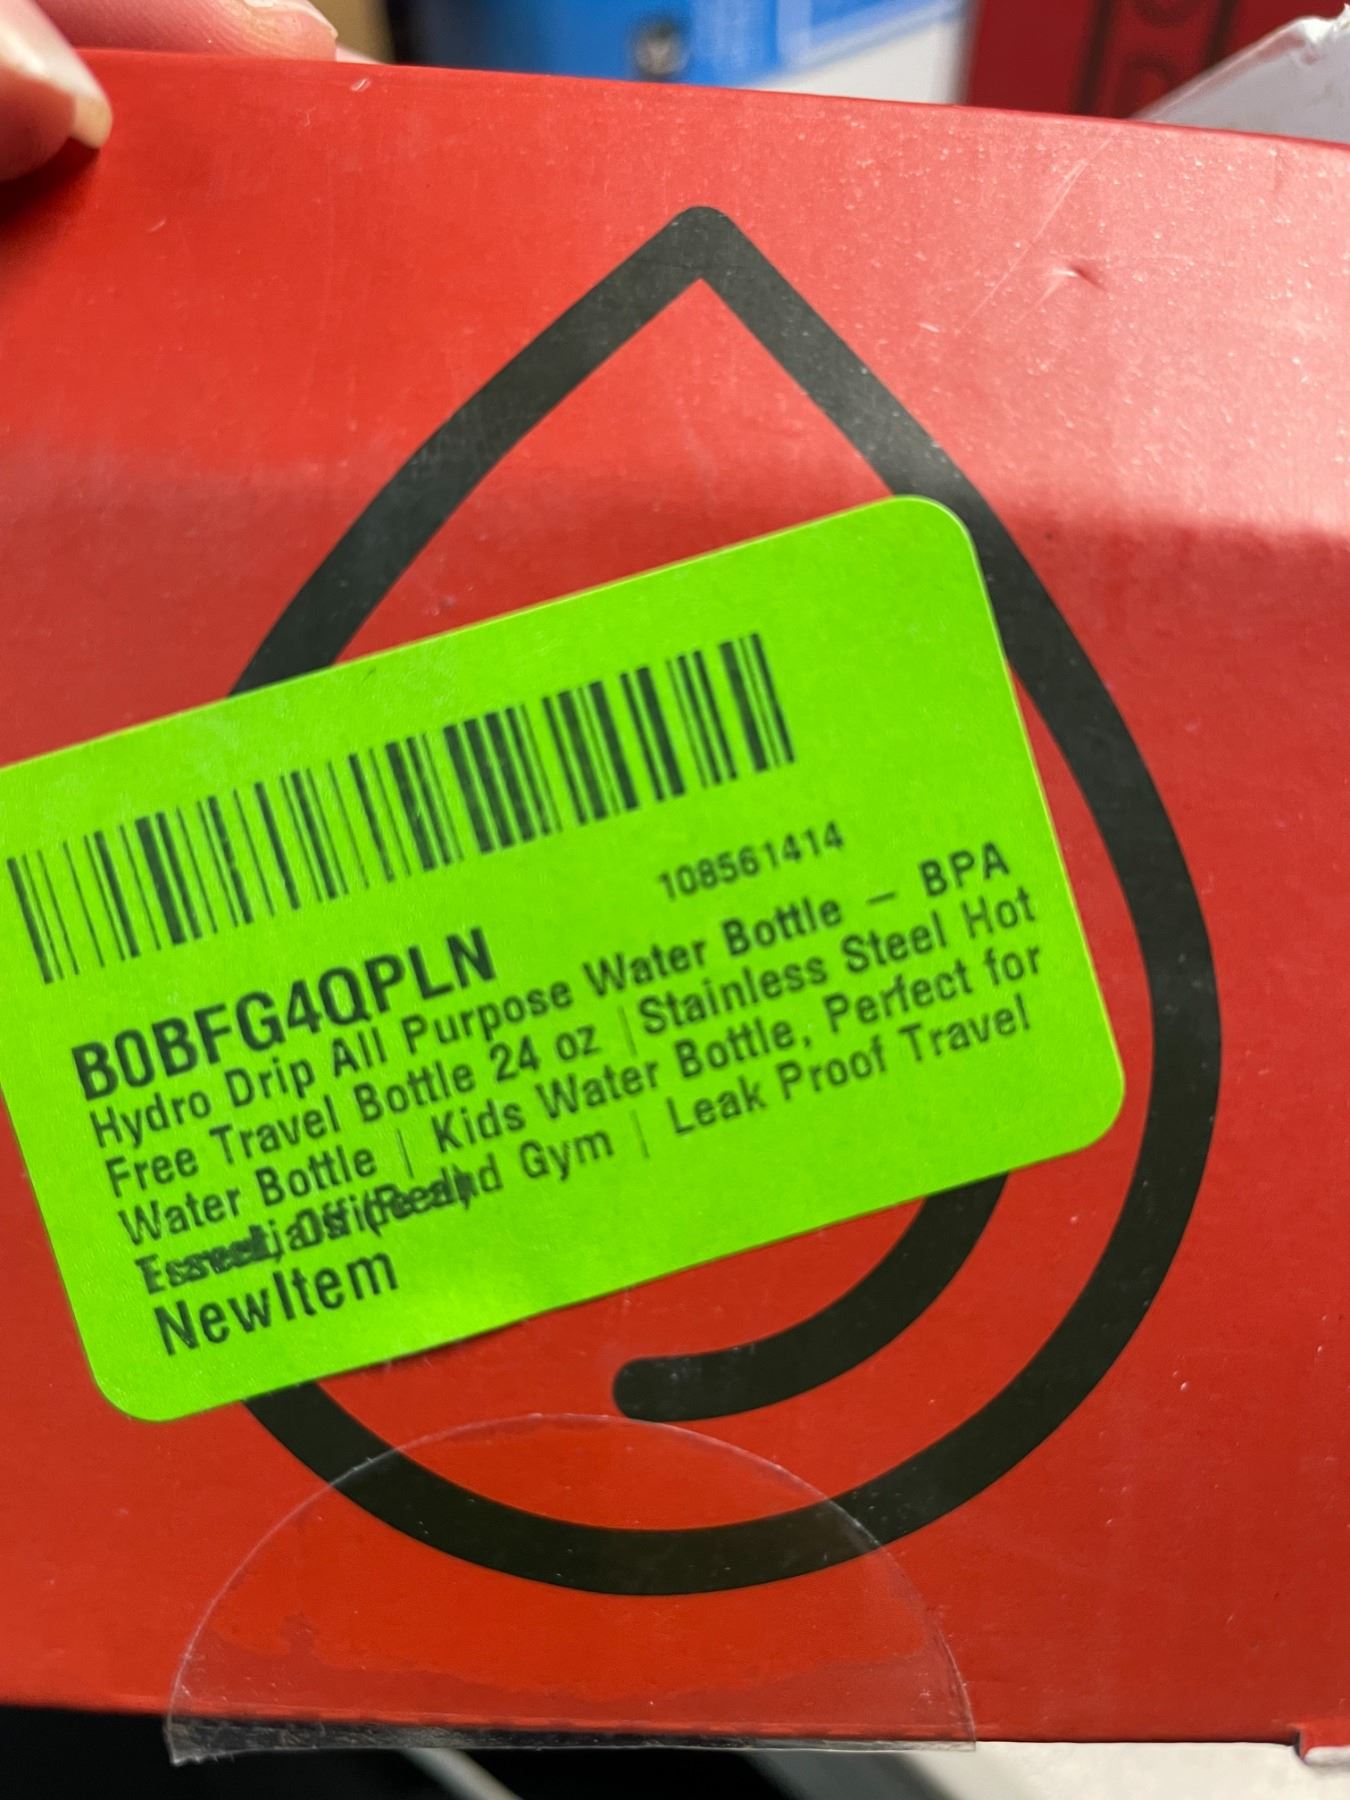 108561414
B0BFG4QPLN
Hydro Drip All Purpose Water Bottle – BPA
Free Travel Bottle 24 oz | Stainless Steel Hot
Water Bottle | Kids Water Bottle, Perfect for
Gym | Leak Proof Travel
NewItem